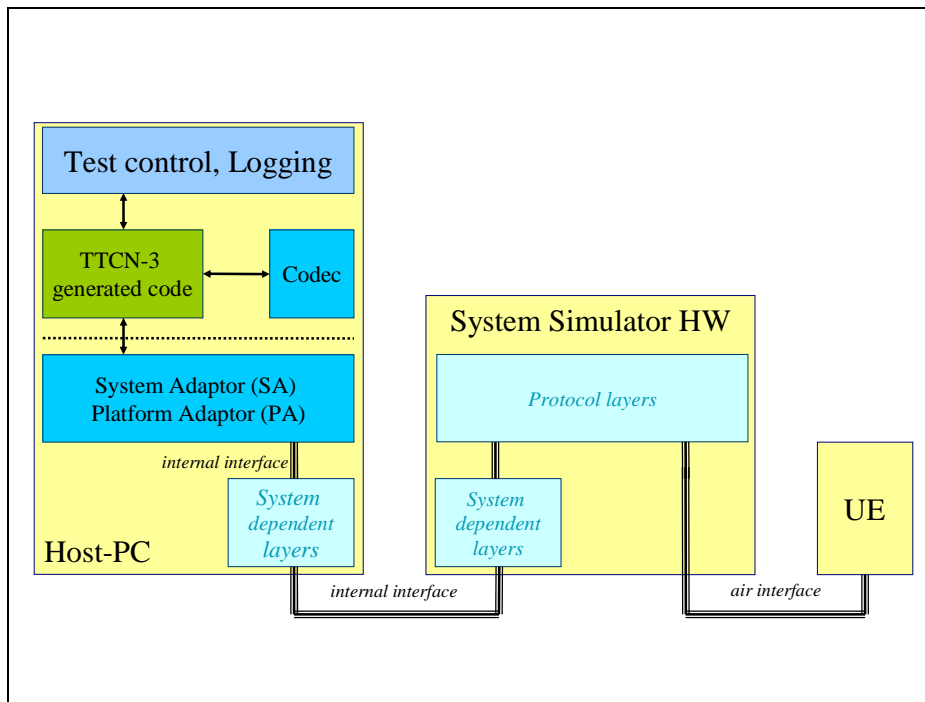 Test control, Logging
TTCN-3
generated code
Codec
System Adaptor (SA)
Platform Adaptor (PA)
internal interface
System
dependent
layers
Host-PC
System Simulator HW
Protocol layers
System
dependent
layers
UE
internal interface
air interface